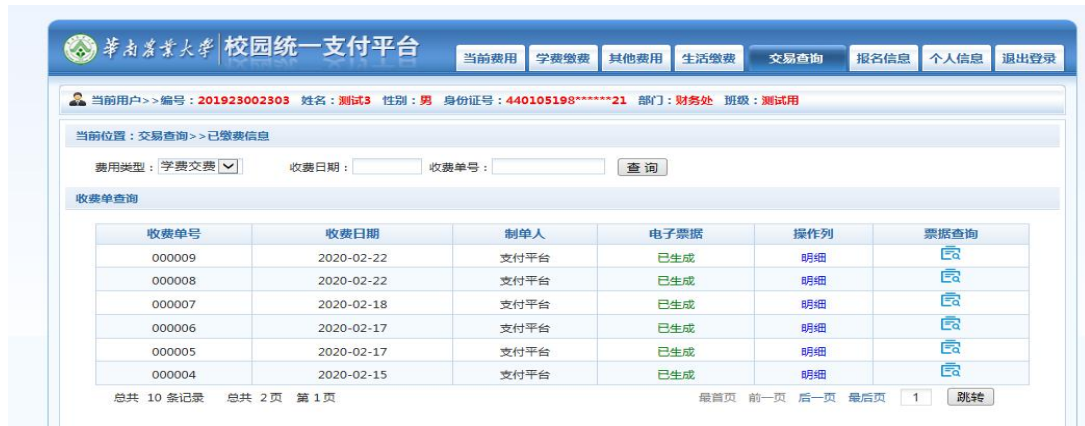 華南農業大學 校园统一支付平台
当前费用 学费缴费 其他费用 生活缴费 交易查询 报名信息 个人信息 退出登录
当前用户>>编号：201923002303 姓名：测试3 性别：男 身份证号：440105198******21 部门：财务处 班级：测试用
当前位置：交易查询>>已缴费信息
费用类型：学费交费 收费日期： 收费单号： 查询
收费单查询
收费单号 收费日期 制单人 电子票据 操作列 票据查询
000009 2020-02-22 支付平台 已生成 明细
000008 2020-02-22 支付平台 已生成 明细
000007 2020-02-18 支付平台 已生成 明细
000006 2020-02-17 支付平台 已生成 明细
000005 2020-02-17 支付平台 已生成 明细
000004 2020-02-15 支付平台 已生成 明细
总共 10 条记录 总共 2页 第1页 最首页 前一页 后一页 最后页 1 跳转